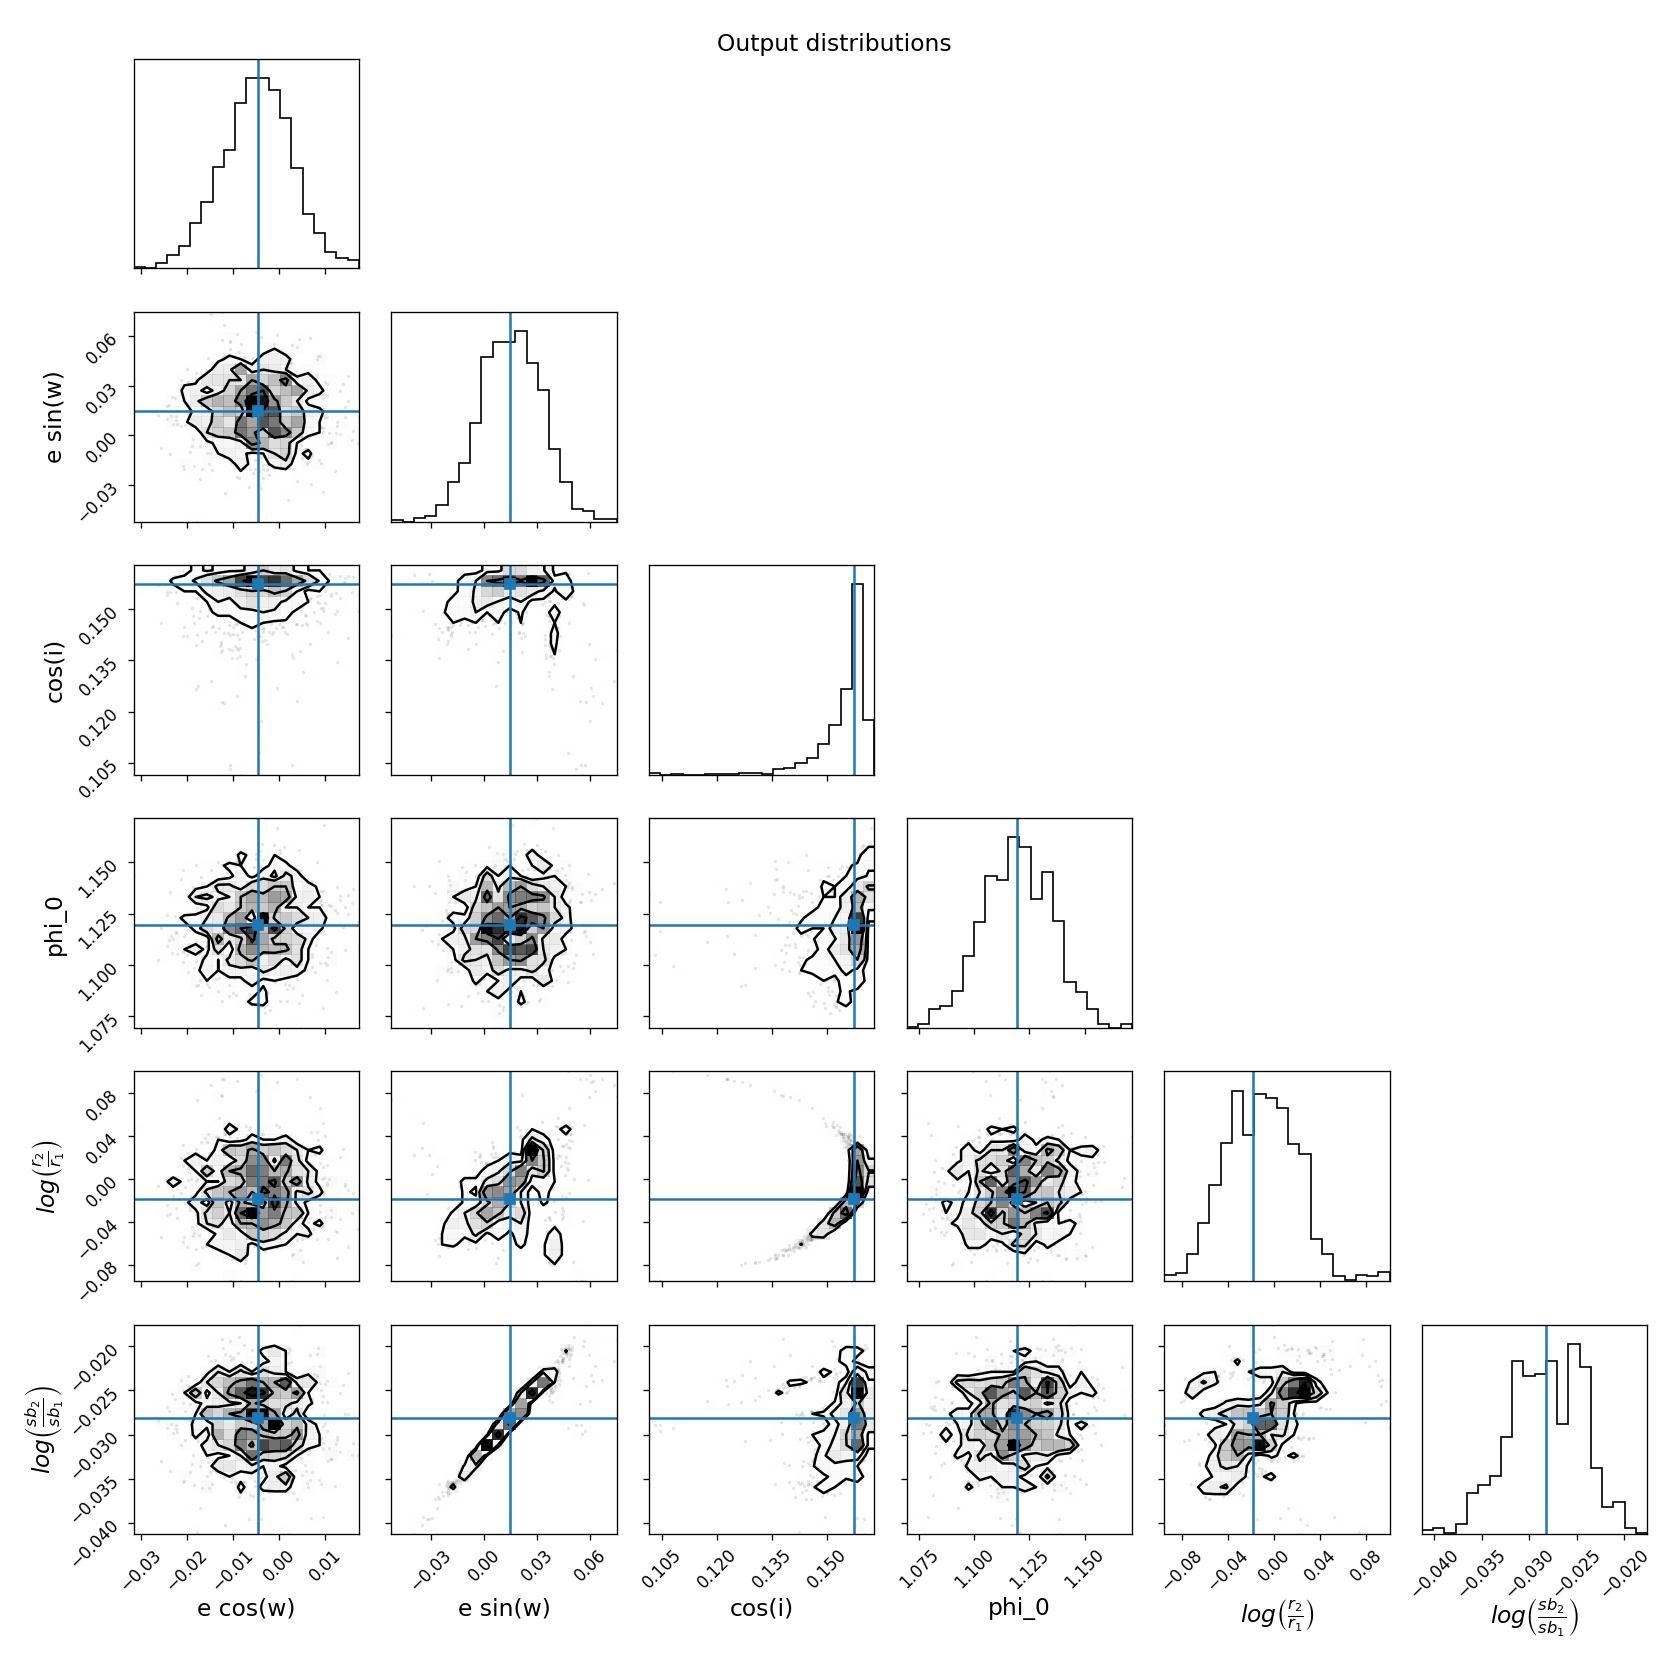 Output distributions
e sin(w)
0.06
0.03
0.00
−0.03
cos(i)
0.150
0.135
0.120
0.105
phi_0
1.150
1.125
1.100
1.075
log(r₂/r₁)
0.08
0.04
0.00
−0.04
−0.08
log(sb₂/sb₁)
−0.020
−0.025
−0.030
−0.035
−0.040
−0.03 −0.02 −0.01 0.00 0.01 −0.03 0.00 0.03 0.06 0.105 0.120 0.135 0.150 1.075 1.100 1.125 1.150 −0.08 −0.04 0.00 0.04 0.08 −0.040 −0.035 −0.030 −0.025 −0.020
e cos(w) e sin(w) cos(i) phi_0 log(r₂/r₁) log(sb₂/sb₁)